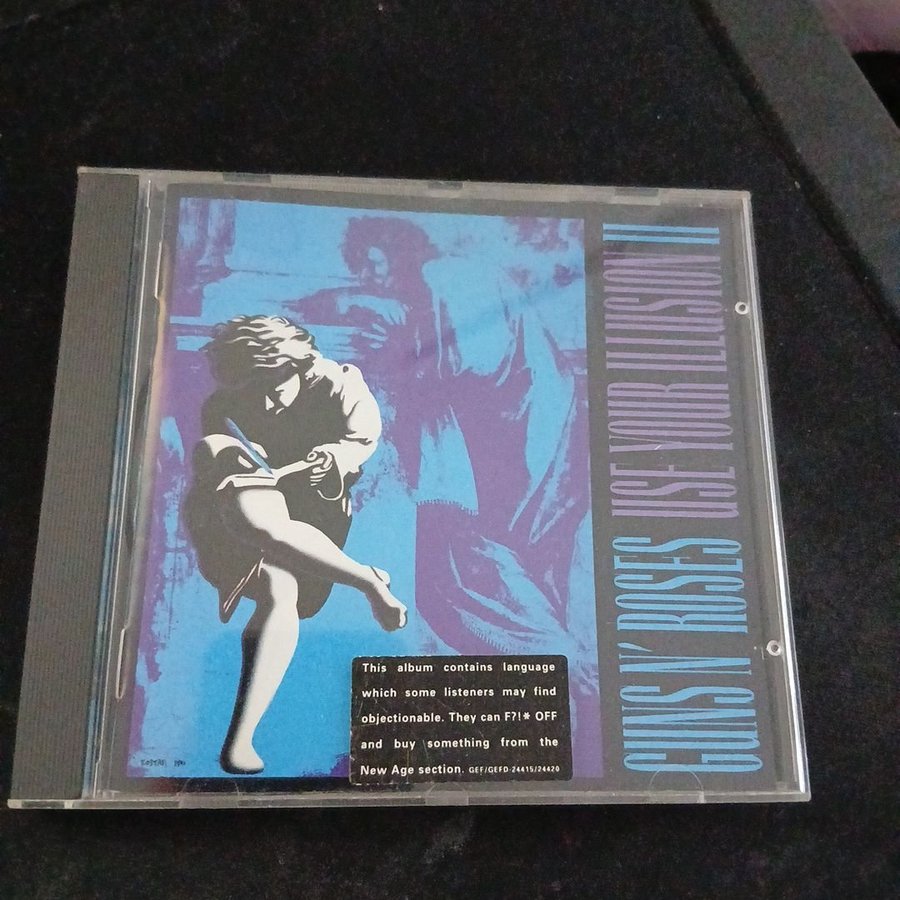 GUNS N' ROSES USE YOUR ILLUSION II
This album contains language
which some listeners may find
objectionable. They can F?!* OFF
and buy something from the
New Age section. GEF/GEFD-24415/24420